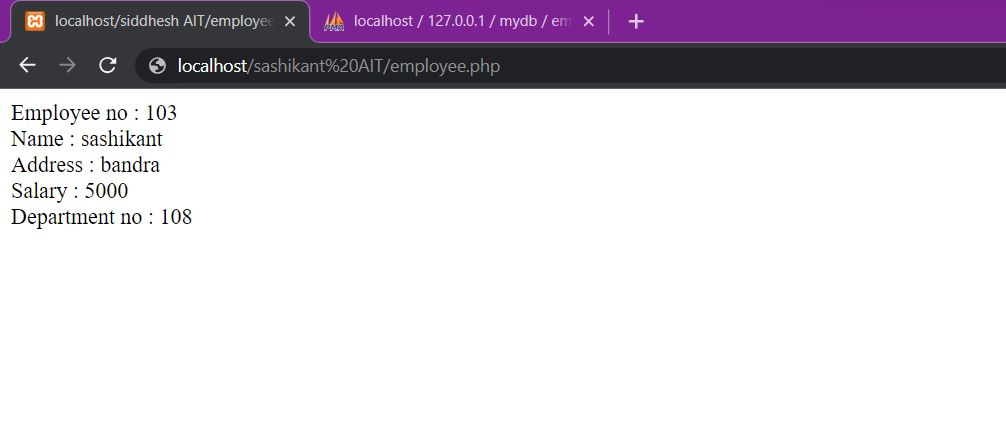 localhost/siddhesh AIT/employee
localhost / 127.0.0.1 / mydb / em
localhost/sashikant%20AIT/employee.php
Employee no : 103
Name : sashikant
Address : bandra
Salary : 5000
Department no : 108